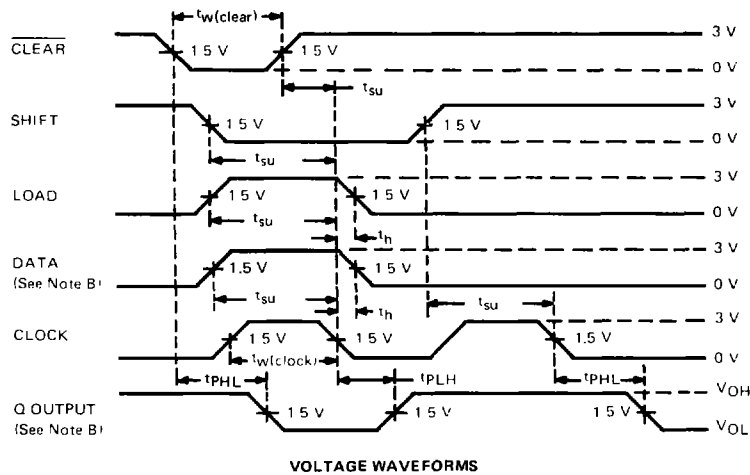 tw(clear)
CLEAR 1 5 V 1 5 V 3 V
0 V
tsu
SHIFT 1 5 V 1 5 V 3 V
0 V
tsu
LOAD 1 5 V 3 V
0 V
tsu th
DATA 1.5 V 1 5 V 3 V
(See Note B) 0 V
tsu th tsu
CLOCK 1 5 V 1 5 V 1.5 V 3 V
tw(clock) 0 V
tPHL tPLH tPHL
Q OUTPUT 1 5 V 1 5 V 1 5 V VOH
(See Note B) VOL
VOLTAGE WAVEFORMS